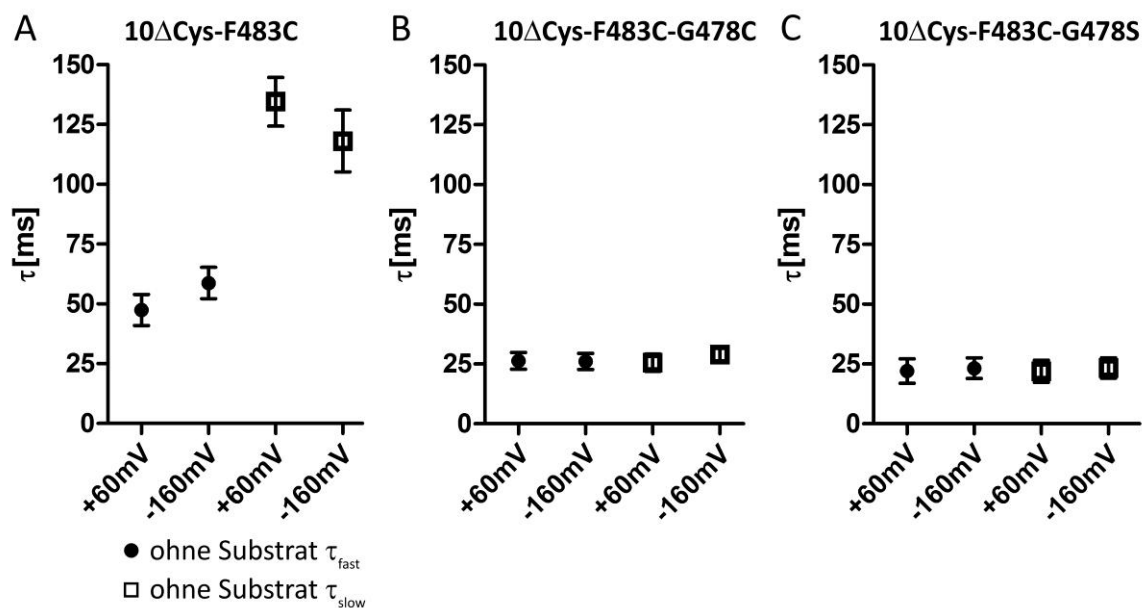 A 10ΔCys-F483C
150
125
100
75
50
25
0
τ[ms]
+60mV
-160mV
+60mV
-160mV
B 10ΔCys-F483C-G478C
150
125
100
75
50
25
0
τ[ms]
+60mV
-160mV
+60mV
-160mV
C 10ΔCys-F483C-G478S
150
125
100
75
50
25
0
τ[ms]
+60mV
-160mV
+60mV
-160mV
ohne Substrat τfast
ohne Substrat τslow